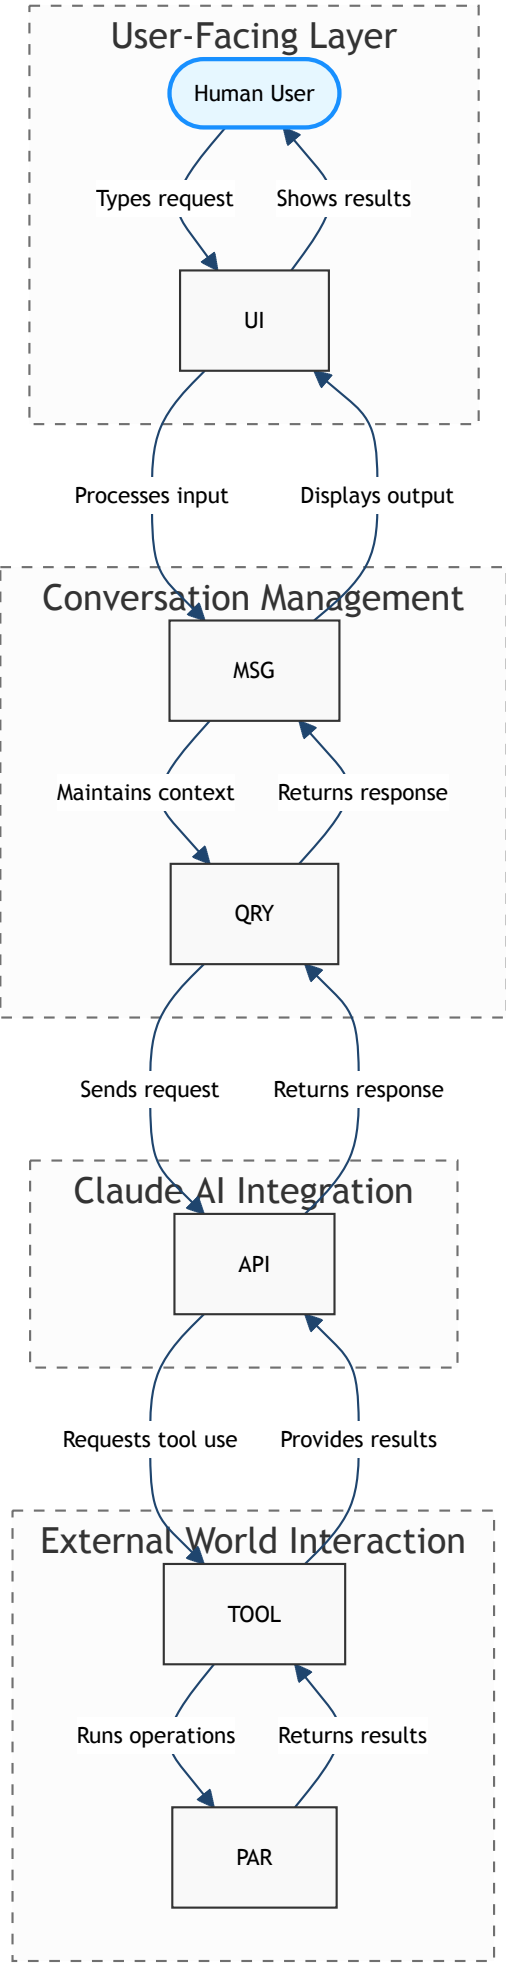 User-Facing Layer
Human User
Types request
Shows results
UI
Processes input
Displays output
Conversation Management
MSG
Maintains context
Returns response
QRY
Sends request
Returns response
Claude AI Integration
API
Requests tool use
Provides results
External World Interaction
TOOL
Runs operations
Returns results
PAR